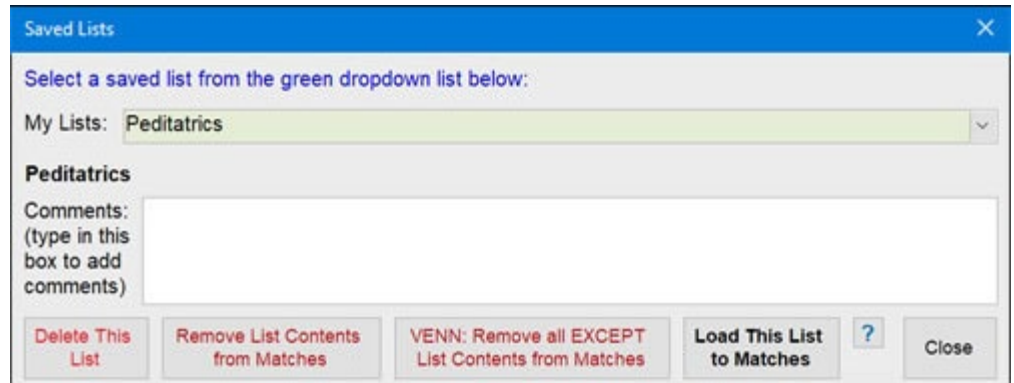 Saved Lists
Select a saved list from the green dropdown list below:
My Lists: Peditatrics
Peditatrics
Comments:
(type in this
box to add
comments)
Delete This
List
Remove List Contents
from Matches
VENN: Remove all EXCEPT
List Contents from Matches
Load This List
to Matches
?
Close